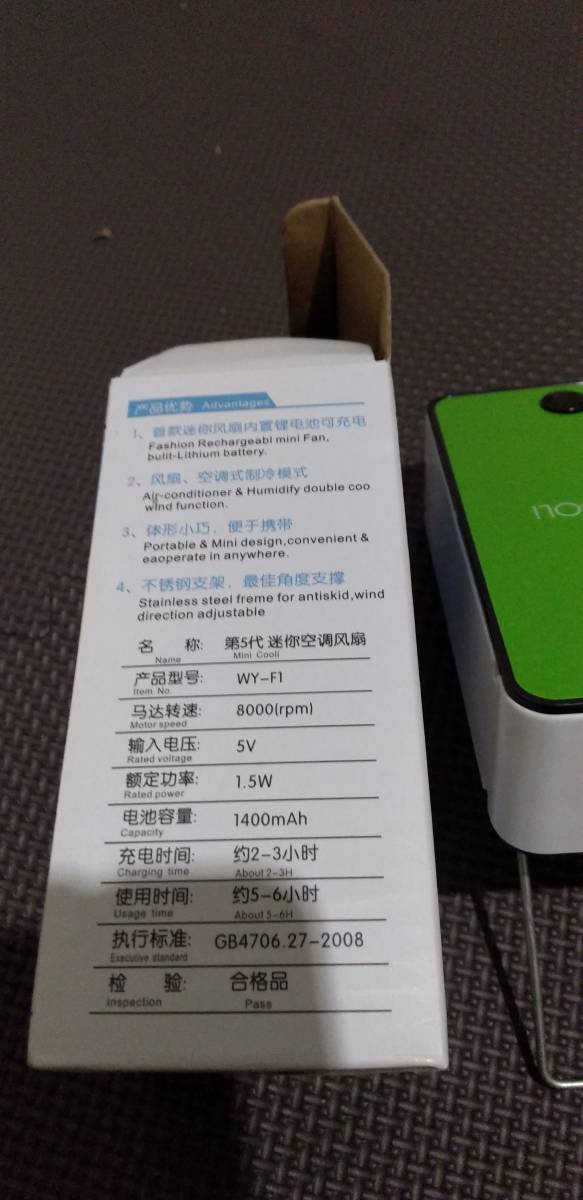 产品优势 Advantages
1、首款迷你风扇内置锂电池可充电
Fashion Rechargeabl mini Fan,
bulit-Lithium battery.
2、风扇、空调式制冷模式
Air-conditioner & Humidify double coo
wind function.
3、体形小巧，便于携带
Portable & Mini design,convenient &
eaoperate in anywhere.
4、不锈钢支架，最佳角度支撑
Stainless steel freme for antiskid,wind
direction adjustable
名 称: 第5代 迷你空调风扇
Name Mini Cooli
产品型号: WY-F1
Item No.
马达转速: 8000(rpm)
Motor speed
输入电压: 5V
Rated voltage
额定功率: 1.5W
Rated power
电池容量: 1400mAh
Capacity
充电时间: 约2-3小时
Charging time About 2-3H
使用时间: 约5-6小时
Usage time About 5-6H
执行标准: GB4706.27-2008
Executive standard
检 验: 合格品
Inspection Pass